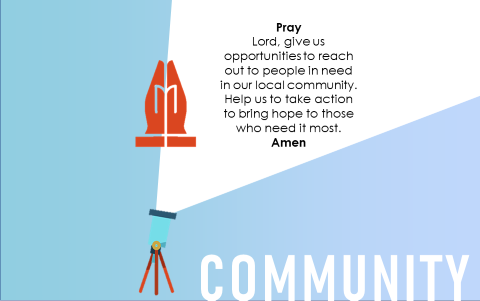 Pray
Lord, give us
opportunities to reach
out to people in need
in our local community.
Help us to take action
to bring hope to those
who need it most.
Amen
COMMUNITY